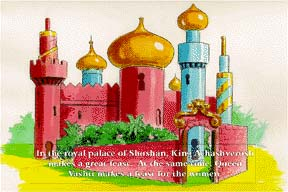 In the royal palace of Shushan, King Ahashverosh
makes a great feast. At the same time, Queen
Vashti makes a feast for the women.